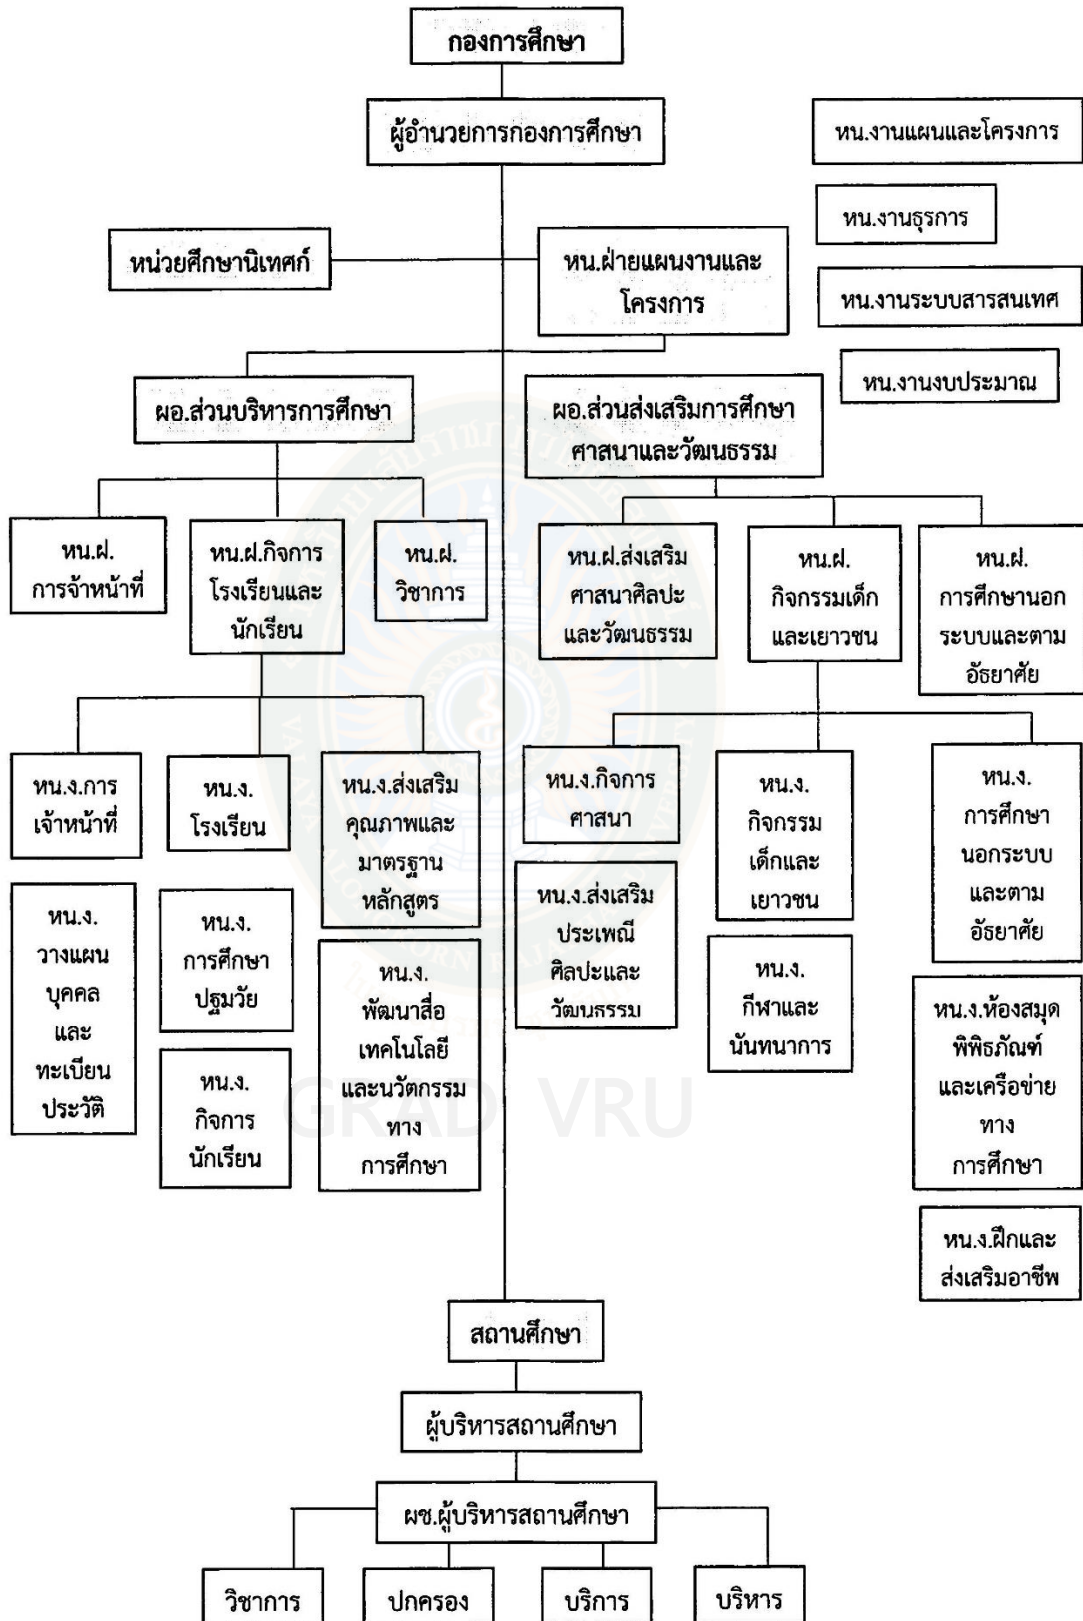 กองการศึกษา
ผู้อำนวยการกองการศึกษา
หน.งานแผนและโครงการ
หน.งานธุรการ
หน่วยศึกษานิเทศก์
หน.ฝ่ายแผนงานและ
โครงการ
หน.งานระบบสารสนเทศ
หน.งานงบประมาณ
ผอ.ส่วนบริหารการศึกษา
ผอ.ส่วนส่งเสริมการศึกษา
ศาสนาและวัฒนธรรม
หน.ฝ.
การจ้าหน้าที่
หน.ฝ.กิจการ
โรงเรียนและ
นักเรียน
หน.ฝ.
วิชาการ
หน.ฝ.ส่งเสริม
ศาสนาศิลปะ
และวัฒนธรรม
หน.ฝ.
กิจกรรมเด็ก
และเยาวชน
หน.ฝ.
การศึกษานอก
ระบบและตาม
อัธยาศัย
หน.ง.การ
เจ้าหน้าที่
หน.ง.
โรงเรียน
หน.ง.ส่งเสริม
คุณภาพและ
มาตรฐาน
หลักสูตร
หน.ง.กิจการ
ศาสนา
หน.ง.
กิจกรรม
เด็กและ
เยาวชน
หน.ง.
การศึกษา
นอกระบบ
และตาม
อัธยาศัย
หน.ง.
วางแผน
บุคคล
และ
ทะเบียน
ประวัติ
หน.ง.
การศึกษา
ปฐมวัย
หน.ง.
พัฒนาสื่อ
เทคโนโลยี
และนวัตกรรม
ทาง
การศึกษา
หน.ง.ส่งเสริม
ประเพณี
ศิลปะและ
วัฒนธรรม
หน.ง.
กีฬาและ
นันทนาการ
หน.ง.ห้องสมุด
พิพิธภัณฑ์
และเครือข่าย
ทาง
การศึกษา
หน.ง.
กิจการ
นักเรียน
GRAD VRU
หน.ง.ฝึกและ
ส่งเสริมอาชีพ
สถานศึกษา
ผู้บริหารสถานศึกษา
ผช.ผู้บริหารสถานศึกษา
วิชาการ
ปกครอง
บริการ
บริหาร